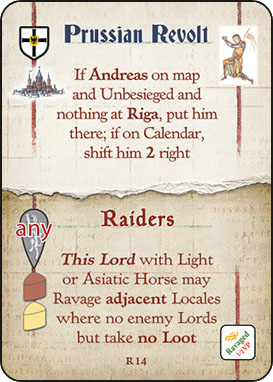 Prussian Revolt
If Andreas on map
and Unbesieged and
nothing at Riga, put him
there; if on Calendar,
shift him 2 right
Raiders
any
This Lord with Light
or Asiatic Horse may
Ravage adjacent Locales
where no enemy Lords
but take no Loot
Ravaged
1/2VP
R14